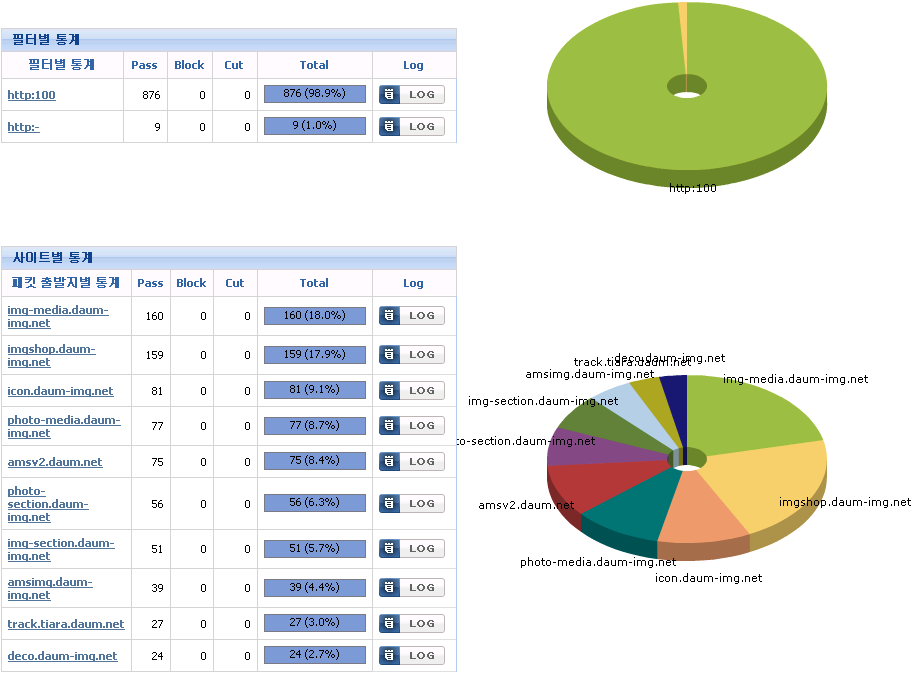 필터별 통계
필터별 통계 Pass Block Cut Total Log
http:100 876 0 0 876 (98.9%) LOG
http:- 9 0 0 9 (1.0%) LOG
http:100
사이트별 통계
패킷 출발지별 통계 Pass Block Cut Total Log
img-media.daum-
img.net 160 0 0 160 (18.0%) LOG
imgshop.daum-
img.net 159 0 0 159 (17.9%) LOG
icon.daum-img.net 81 0 0 81 (9.1%) LOG
photo-media.daum-
img.net 77 0 0 77 (8.7%) LOG
amsv2.daum.net 75 0 0 75 (8.4%) LOG
photo-
section.daum-
img.net 56 0 0 56 (6.3%) LOG
img-section.daum-
img.net 51 0 0 51 (5.7%) LOG
amsimg.daum-
img.net 39 0 0 39 (4.4%) LOG
track.tiara.daum.net 27 0 0 27 (3.0%) LOG
deco.daum-img.net 24 0 0 24 (2.7%) LOG
deco.daum-img.net
track.tiara.daum.net
amsimg.daum-img.net
img-media.daum-img.net
img-section.daum-img.net
to-section.daum-img.net
imgshop.daum-img.net
amsv2.daum.net
photo-media.daum-img.net
icon.daum-img.net